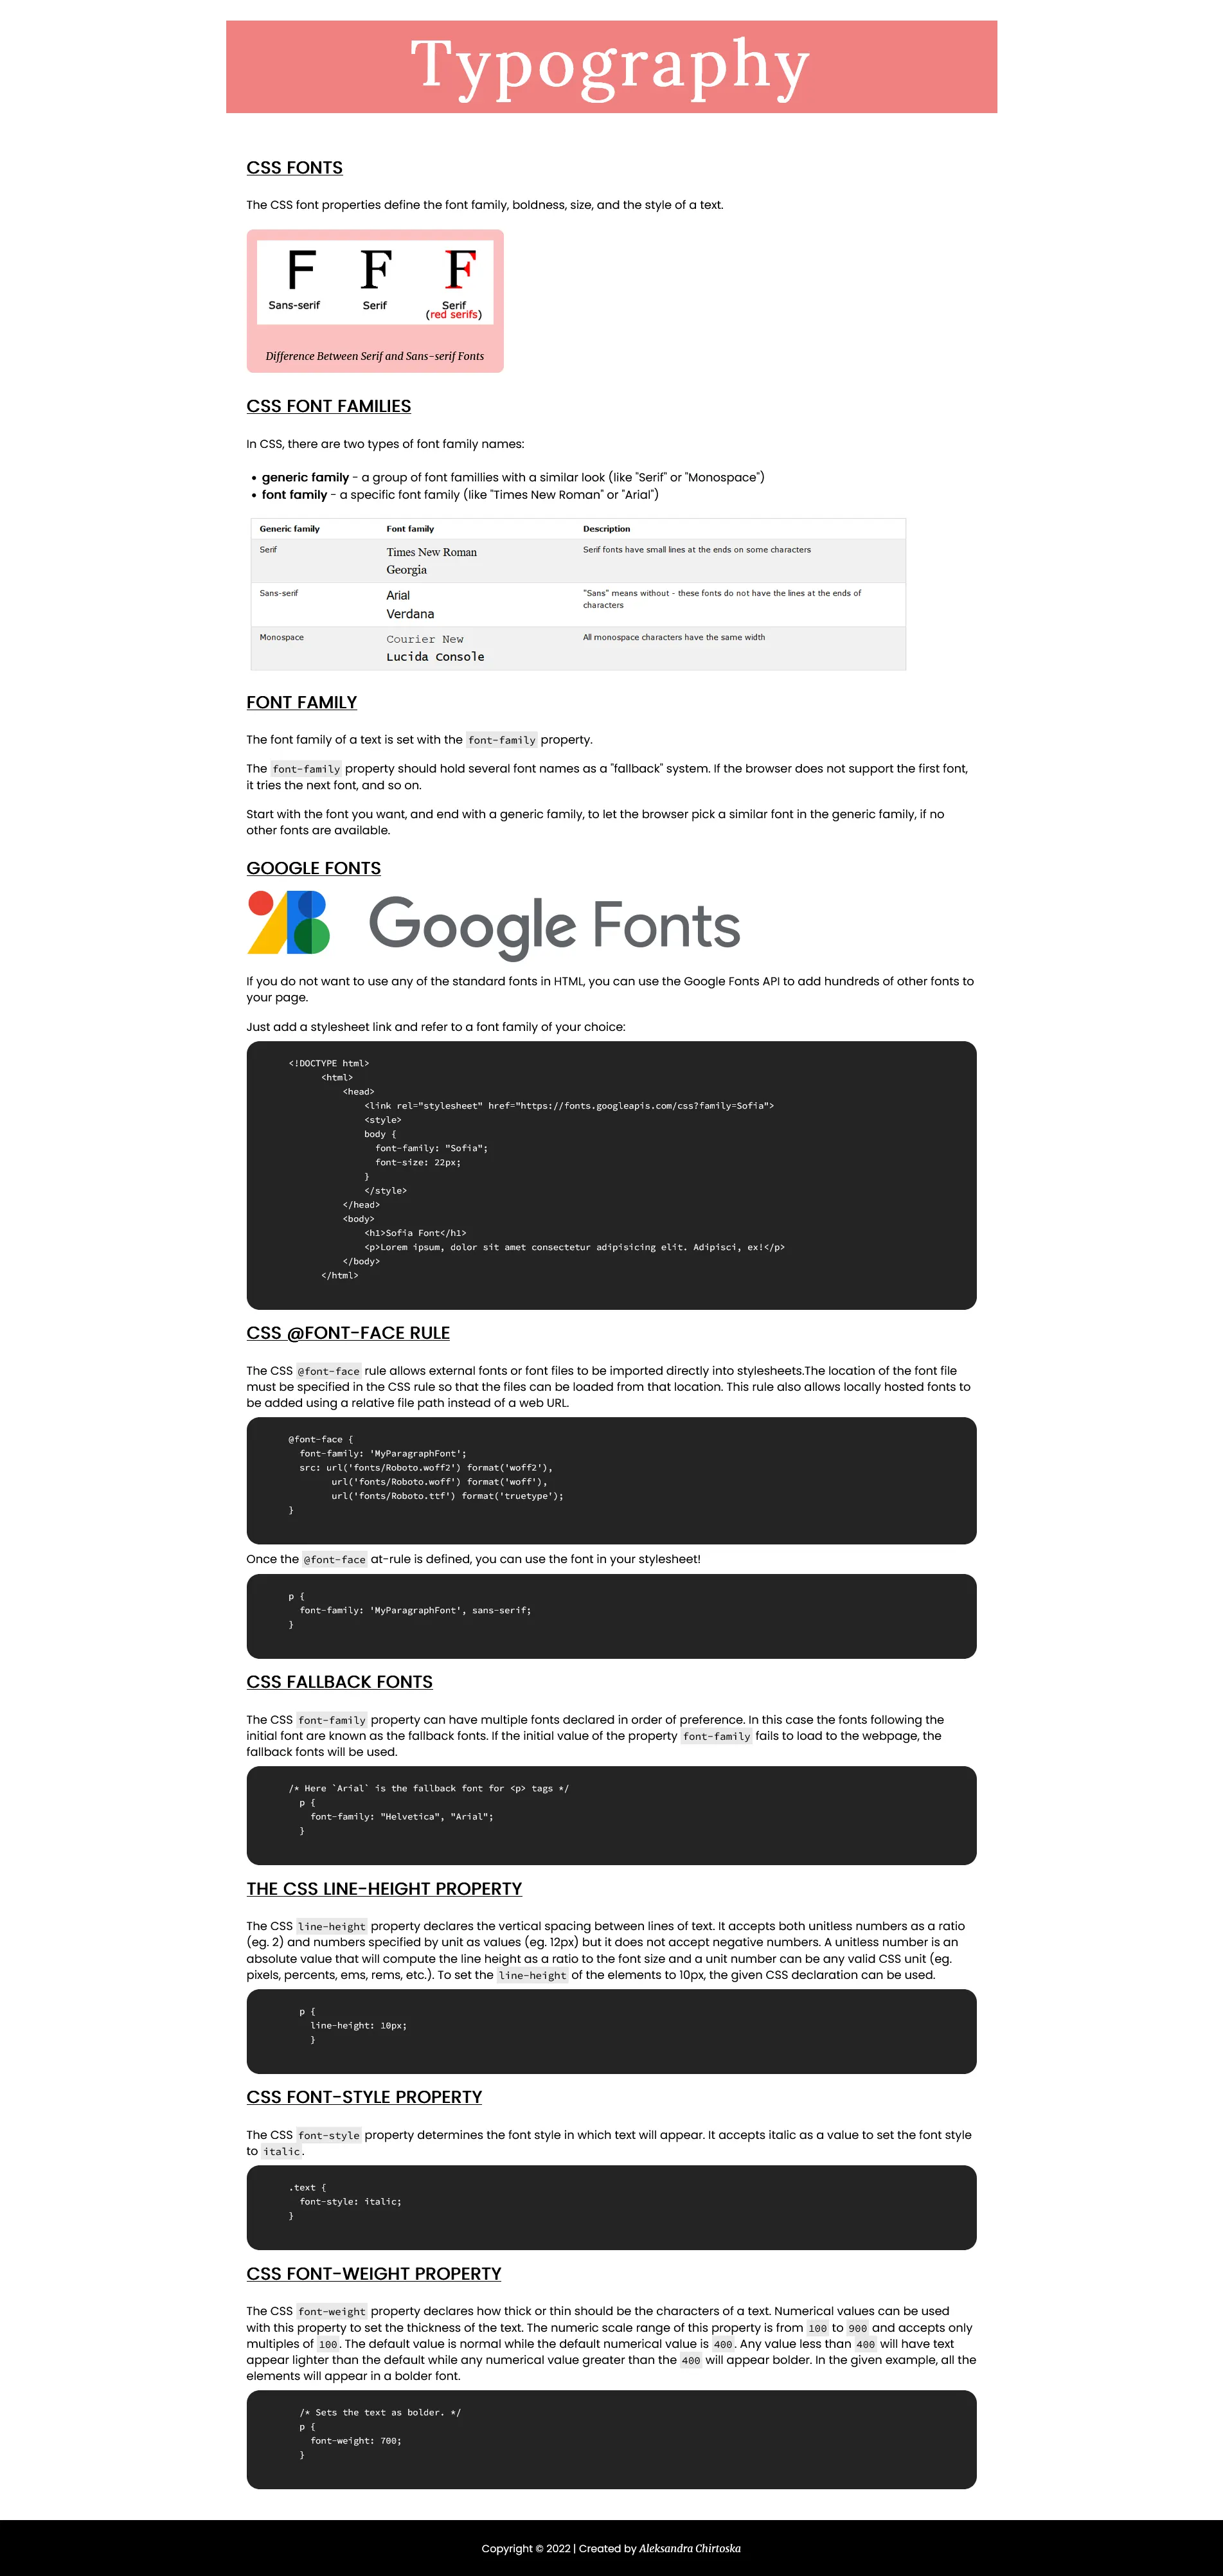 Typography
CSS FONTS
The CSS font properties define the font family, boldness, size, and the style of a text.
F F F
Sans-serif Serif Serif
(red serifs)
Difference Between Serif and Sans-serif Fonts
CSS FONT FAMILIES
In CSS, there are two types of font family names:
• generic family - a group of font famillies with a similar look (like "Serif" or "Monospace")
• font family - a specific font family (like "Times New Roman" or "Arial")
Generic family Font family Description
Serif Times New Roman Serif fonts have small lines at the ends on some characters
Georgia
Sans-serif Arial "Sans" means without - these fonts do not have the lines at the ends of
Verdana characters
Monospace Courier New All monospace characters have the same width
Lucida Console
FONT FAMILY
The font family of a text is set with the font-family property.
The font-family property should hold several font names as a "fallback" system. If the browser does not support the first font,
it tries the next font, and so on.
Start with the font you want, and end with a generic family, to let the browser pick a similar font in the generic family, if no
other fonts are available.
GOOGLE FONTS
Google Fonts
If you do not want to use any of the standard fonts in HTML, you can use the Google Fonts API to add hundreds of other fonts to
your page.
Just add a stylesheet link and refer to a font family of your choice:
<!DOCTYPE html>
<html>
<head>
<link rel="stylesheet" href="https://fonts.googleapis.com/css?family=Sofia">
<style>
body {
font-family: "Sofia";
font-size: 22px;
}
</style>
</head>
<body>
<h1>Sofia Font</h1>
<p>Lorem ipsum, dolor sit amet consectetur adipisicing elit. Adipisci, ex!</p>
</body>
</html>
CSS @FONT-FACE RULE
The CSS @font-face rule allows external fonts or font files to be imported directly into stylesheets.The location of the font file
must be specified in the CSS rule so that the files can be loaded from that location. This rule also allows locally hosted fonts to
be added using a relative file path instead of a web URL.
@font-face {
font-family: 'MyParagraphFont';
src: url('fonts/Roboto.woff2') format('woff2'),
url('fonts/Roboto.woff') format('woff'),
url('fonts/Roboto.ttf') format('truetype');
}
Once the @font-face at-rule is defined, you can use the font in your stylesheet!
p {
font-family: 'MyParagraphFont', sans-serif;
}
CSS FALLBACK FONTS
The CSS font-family property can have multiple fonts declared in order of preference. In this case the fonts following the
initial font are known as the fallback fonts. If the initial value of the property font-family fails to load to the webpage, the
fallback fonts will be used.
/* Here `Arial` is the fallback font for <p> tags */
p {
font-family: "Helvetica", "Arial";
}
THE CSS LINE-HEIGHT PROPERTY
The CSS line-height property declares the vertical spacing between lines of text. It accepts both unitless numbers as a ratio
(eg. 2) and numbers specified by unit as values (eg. 12px) but it does not accept negative numbers. A unitless number is an
absolute value that will compute the line height as a ratio to the font size and a unit number can be any valid CSS unit (eg.
pixels, percents, ems, rems, etc.). To set the line-height of the elements to 10px, the given CSS declaration can be used.
p {
line-height: 10px;
}
CSS FONT-STYLE PROPERTY
The CSS font-style property determines the font style in which text will appear. It accepts italic as a value to set the font style
to italic.
.text {
font-style: italic;
}
CSS FONT-WEIGHT PROPERTY
The CSS font-weight property declares how thick or thin should be the characters of a text. Numerical values can be used
with this property to set the thickness of the text. The numeric scale range of this property is from 100 to 900 and accepts only
multiples of 100. The default value is normal while the default numerical value is 400. Any value less than 400 will have text
appear lighter than the default while any numerical value greater than the 400 will appear bolder. In the given example, all the
elements will appear in a bolder font.
/* Sets the text as bolder. */
p {
font-weight: 700;
}
Copyright © 2022 | Created by Aleksandra Chirtoska